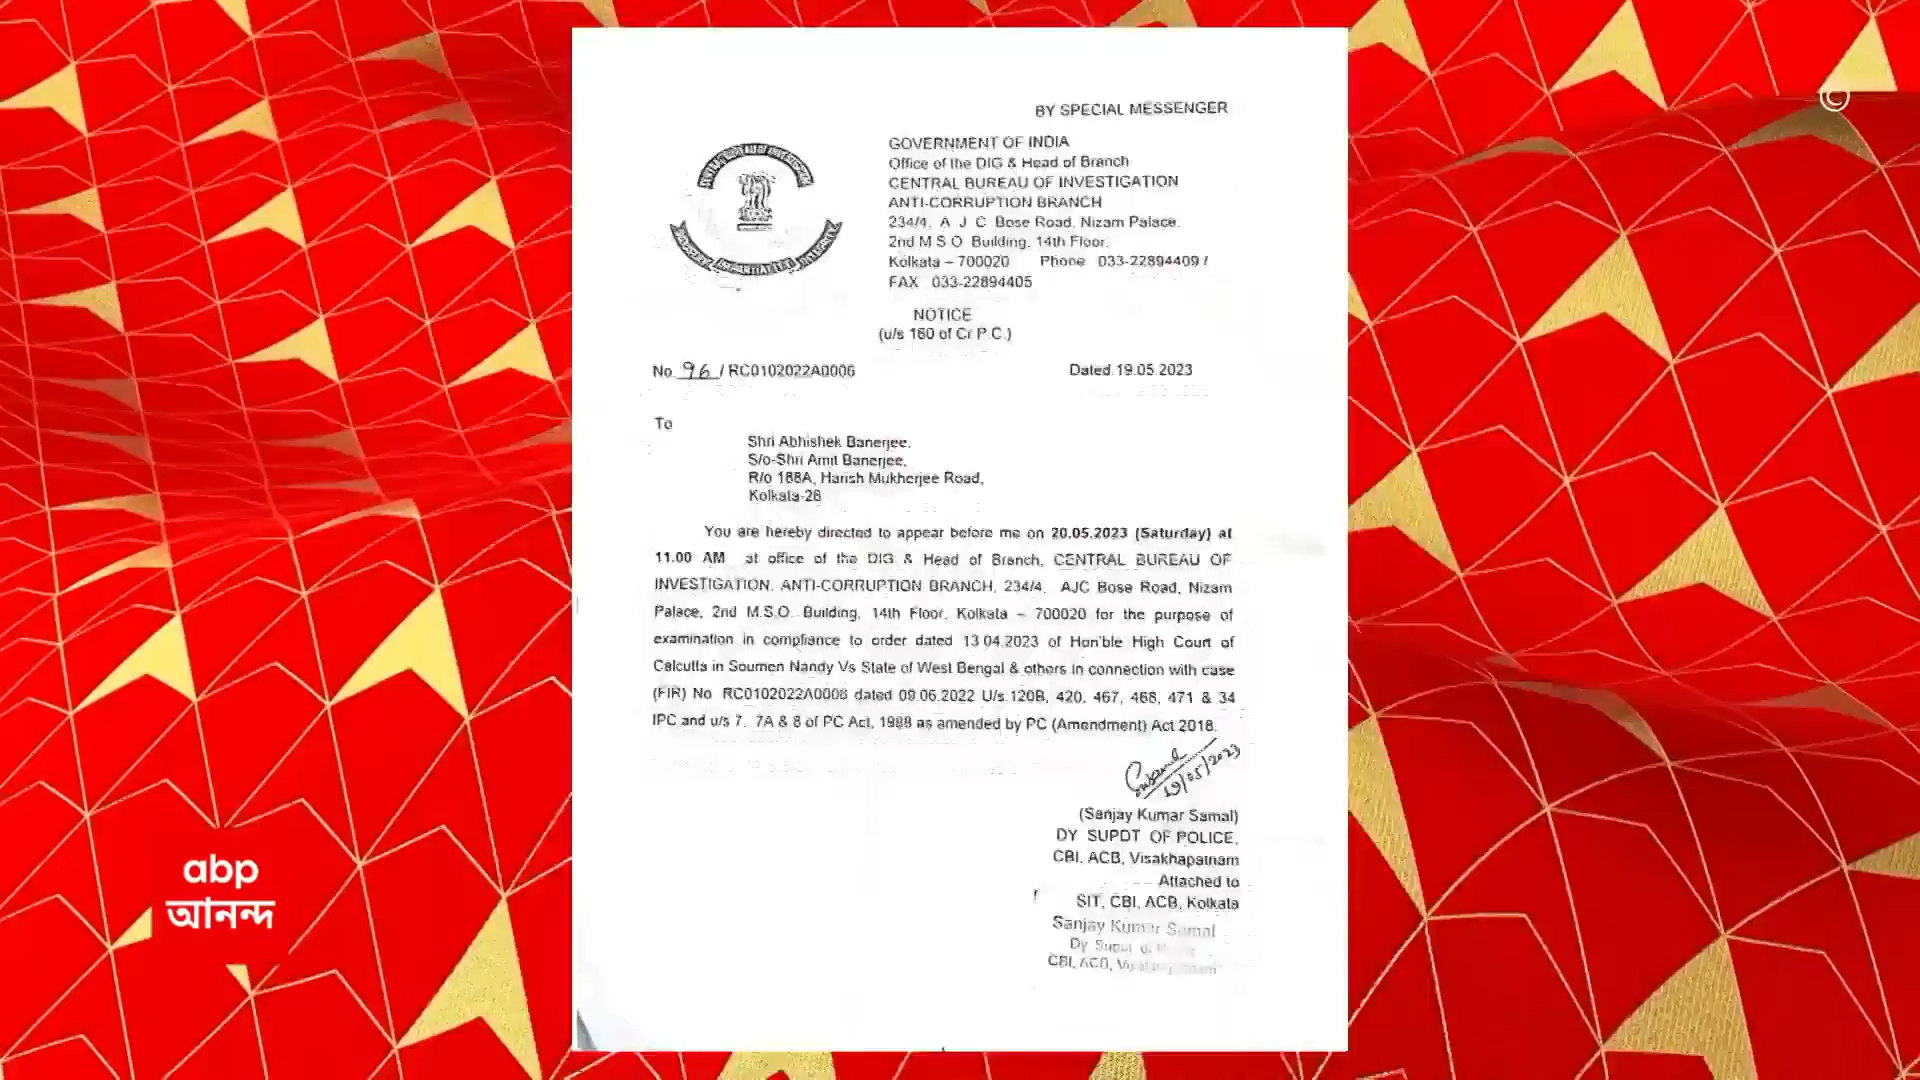 ©
BY SPECIAL MESSENGER
GOVERNMENT OF INDIA
Office of the DIG & Head of Branch
CENTRAL BUREAU OF INVESTIGATION
ANTI-CORRUPTION BRANCH
234/4, A J C Bose Road, Nizam Palace,
2nd M S O Building, 14th Floor,
Kolkata – 700020 Phone 033-22894409 /
FAX 033-22894405
NOTICE
(u/s 160 of Cr P.C.)
No 96 / RC0102022A0006 Dated 19.05 2023
To
Shri Abhishek Banerjee,
S/o-Shri Amit Banerjee,
R/o 188A, Harish Mukherjee Road,
Kolkata-26
You are hereby directed to appear before me on 20.05.2023 (Saturday) at
11.00 AM at office of the DIG & Head of Branch, CENTRAL BUREAU OF
INVESTIGATION, ANTI-CORRUPTION BRANCH, 234/4, AJC Bose Road, Nizam
Palace, 2nd M.S.O. Building, 14th Floor, Kolkata – 700020 for the purpose of
examination in compliance to order dated 13 04.2023 of Hon'ble High Court of
Calcutta in Soumen Nandy Vs State of West Bengal & others in connection with case
(FIR) No RC0102022A0006 dated 09.06.2022 U/s 120B, 420, 467, 468, 471 & 34
IPC and u/s 7, 7A & 8 of PC Act, 1988 as amended by PC (Amendment) Act 2018.
19/05/2023
(Sanjay Kumar Samal)
DY SUPDT OF POLICE,
CBI, ACB, Visakhapatnam
Attached to
SIT, CBI, ACB, Kolkata
Sanjay Kumar Samal
Dy Supdt
CBI, ACB,
abp
আনন্দ